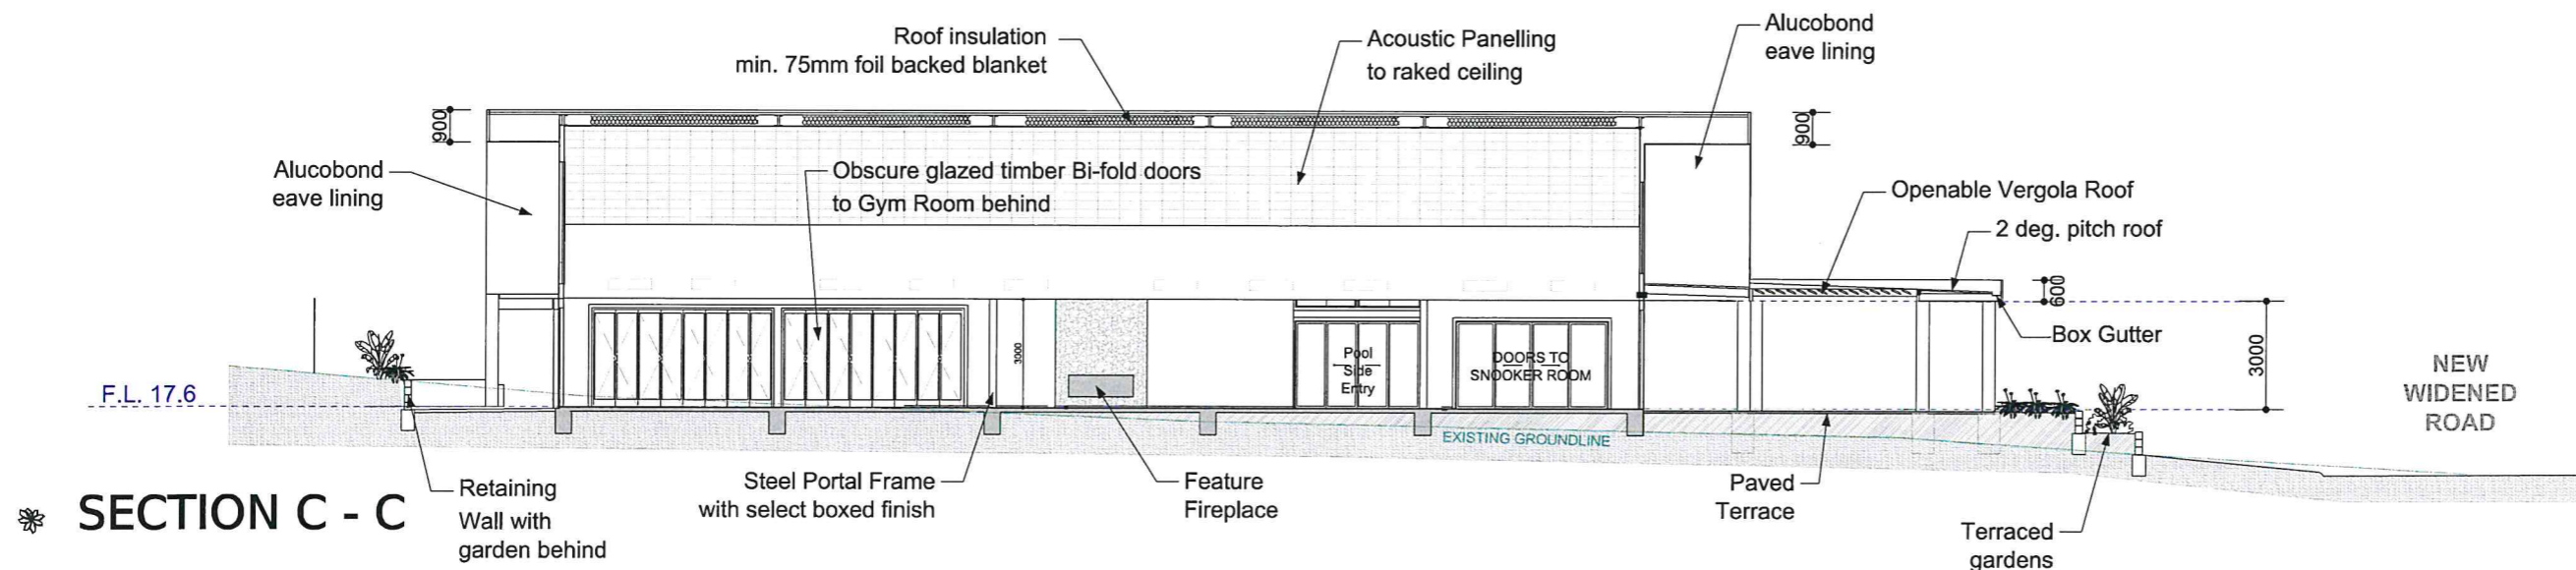 Roof insulation
min. 75mm foil backed blanket
Acoustic Panelling
to raked ceiling
Alucobond
eave lining
900
900
Alucobond
eave lining
Obscure glazed timber Bi-fold doors
to Gym Room behind
Openable Vergola Roof
2 deg. pitch roof
600
Box Gutter
3000
3000
Pool
Side
Entry
DOORS TO
SNOOKER ROOM
F.L. 17.6
NEW
WIDENED
ROAD
EXISTING GROUNDLINE
Retaining
Wall with
garden behind
Steel Portal Frame
with select boxed finish
Feature
Fireplace
Paved
Terrace
Terraced
gardens
SECTION C - C